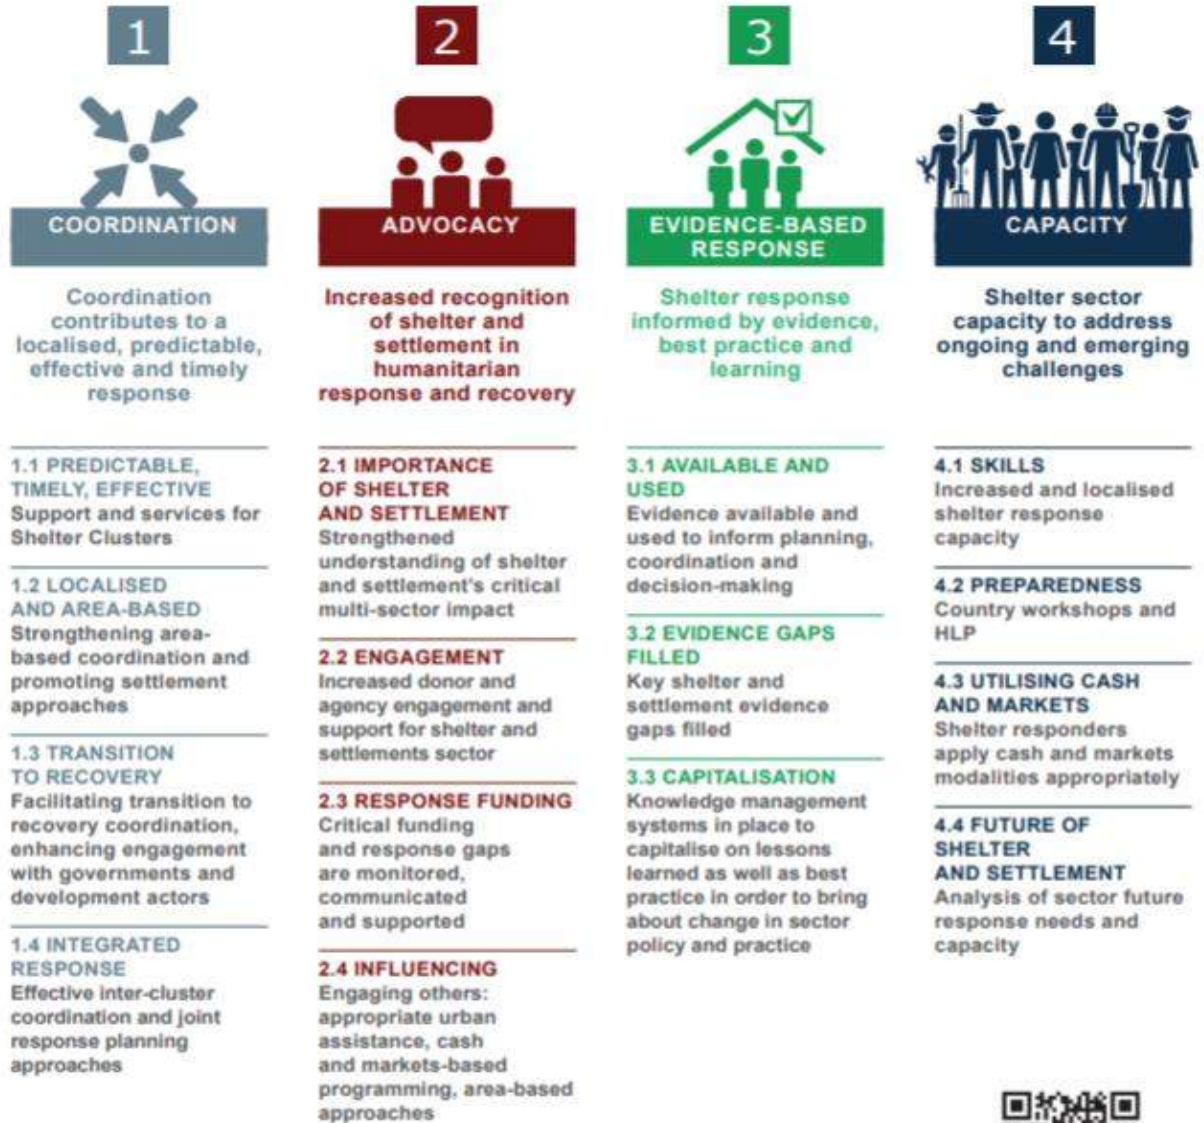 1
COORDINATION
Coordination
contributes to a
localised, predictable,
effective and timely
response
1.1 PREDICTABLE,
TIMELY, EFFECTIVE
Support and services for
Shelter Clusters
1.2 LOCALISED
AND AREA-BASED
Strengthening area-
based coordination and
promoting settlement
approaches
1.3 TRANSITION
TO RECOVERY
Facilitating transition to
recovery coordination,
enhancing engagement
with governments and
development actors
1.4 INTEGRATED
RESPONSE
Effective inter-cluster
coordination and joint
response planning
approaches
2
ADVOCACY
Increased recognition
of shelter and
settlement in
humanitarian
response and recovery
2.1 IMPORTANCE
OF SHELTER
AND SETTLEMENT
Strengthened
understanding of shelter
and settlement's critical
multi-sector impact
2.2 ENGAGEMENT
Increased donor and
agency engagement and
support for shelter and
settlements sector
2.3 RESPONSE FUNDING
Critical funding
and response gaps
are monitored,
communicated
and supported
2.4 INFLUENCING
Engaging others:
appropriate urban
assistance, cash
and markets-based
programming, area-based
approaches
3
EVIDENCE-BASED
RESPONSE
Shelter response
informed by evidence,
best practice and
learning
3.1 AVAILABLE AND
USED
Evidence available and
used to inform planning,
coordination and
decision-making
3.2 EVIDENCE GAPS
FILLED
Key shelter and
settlement evidence
gaps filled
3.3 CAPITALISATION
Knowledge management
systems in place to
capitalise on lessons
learned as well as best
practice in order to bring
about change in sector
policy and practice
4
CAPACITY
Shelter sector
capacity to address
ongoing and emerging
challenges
4.1 SKILLS
Increased and localised
shelter response
capacity
4.2 PREPAREDNESS
Country workshops and
HLP
4.3 UTILISING CASH
AND MARKETS
Shelter responders
apply cash and markets
modalities appropriately
4.4 FUTURE OF
SHELTER
AND SETTLEMENT
Analysis of sector future
response needs and
capacity